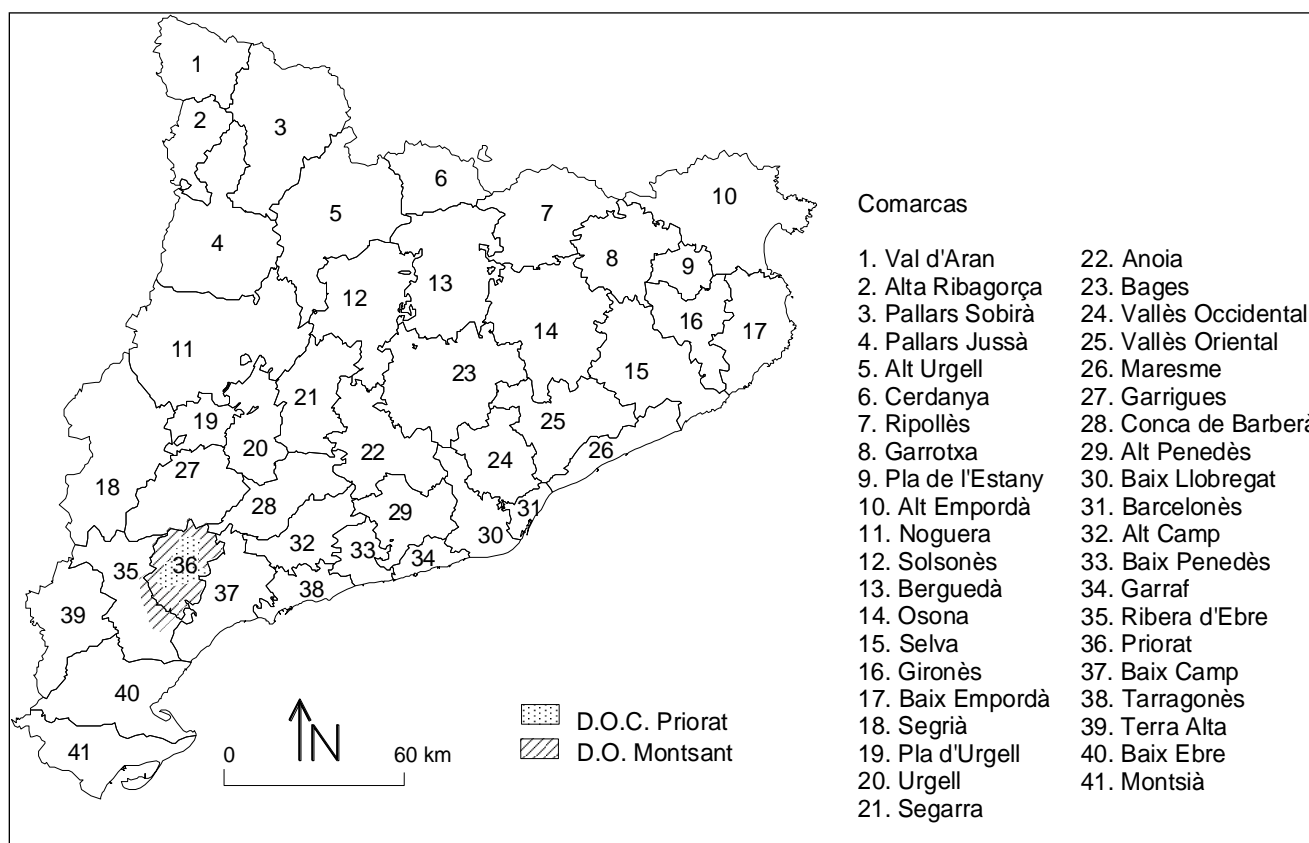 1
2
3
6
10
5
7
4
8
9
12
13
14
16
17
11
23
15
21
25
19
20
22
24
26
27
18
28
29
31
30
32
33
34
36
35
37
38
39
40
41
N
0 60 km
D.O.C. Priorat
D.O. Montsant
Comarcas
1. Val d'Aran
2. Alta Ribagorça
3. Pallars Sobirà
4. Pallars Jussà
5. Alt Urgell
6. Cerdanya
7. Ripollès
8. Garrotxa
9. Pla de l'Estany
10. Alt Empordà
11. Noguera
12. Solsonès
13. Berguedà
14. Osona
15. Selva
16. Gironès
17. Baix Empordà
18. Segrià
19. Pla d'Urgell
20. Urgell
21. Segarra
22. Anoia
23. Bages
24. Vallès Occidental
25. Vallès Oriental
26. Maresme
27. Garrigues
28. Conca de Barberà
29. Alt Penedès
30. Baix Llobregat
31. Barcelonès
32. Alt Camp
33. Baix Penedès
34. Garraf
35. Ribera d'Ebre
36. Priorat
37. Baix Camp
38. Tarragonès
39. Terra Alta
40. Baix Ebre
41. Montsià